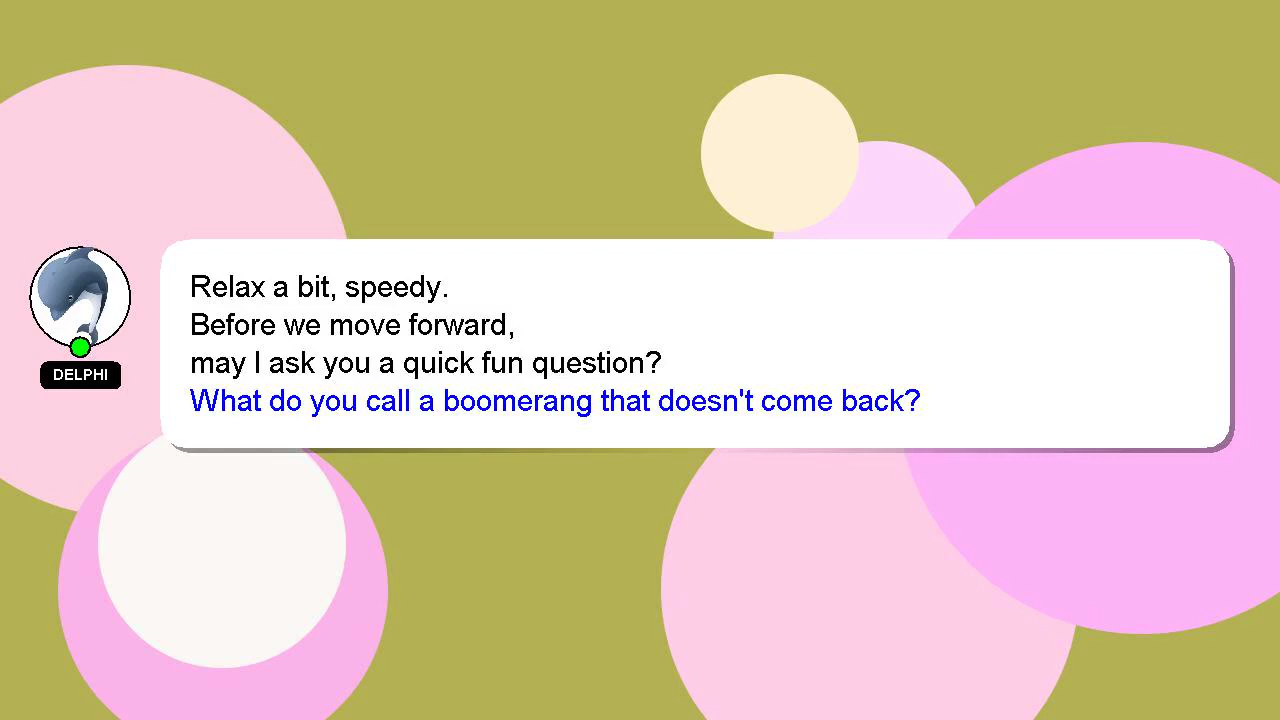 Relax a bit, speedy.
Before we move forward,
may I ask you a quick fun question?
What do you call a boomerang that doesn't come back?
DELPHI